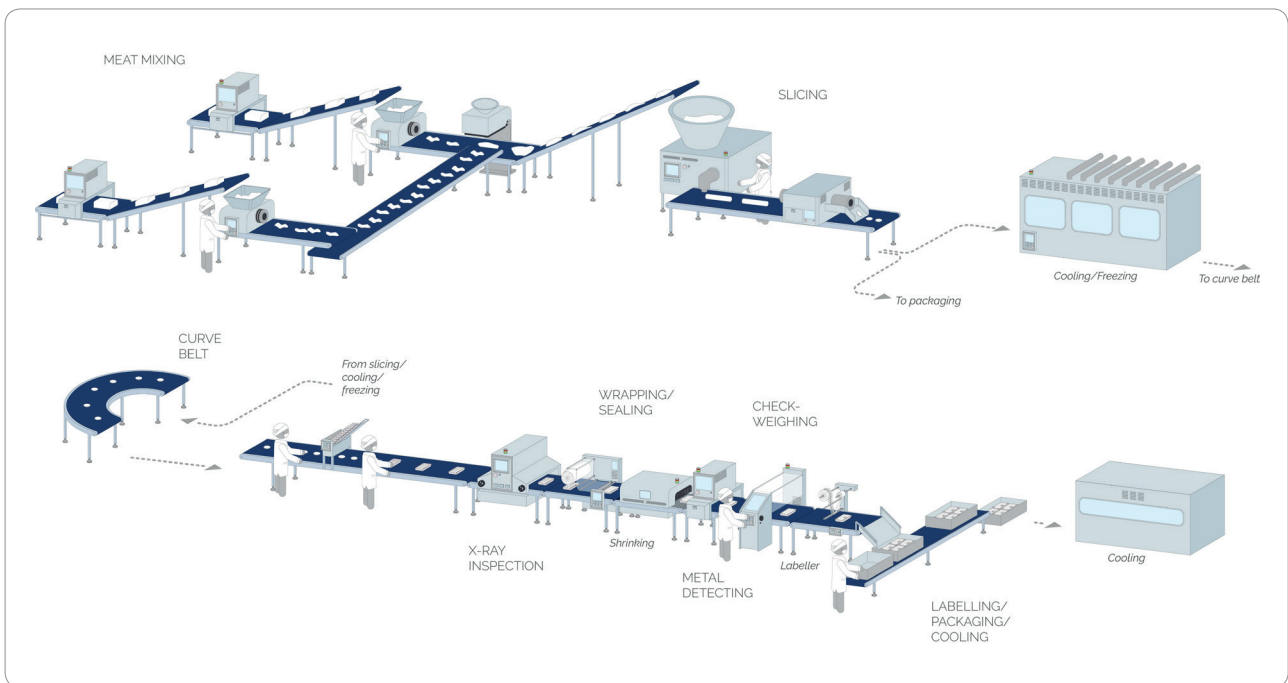 MEAT MIXING
SLICING
Cooling/Freezing
To curve belt
To packaging
CURVE
BELT
From slicing/
cooling/
freezing
WRAPPING/
SEALING
CHECK-
WEIGHING
X-RAY
INSPECTION
Shrinking
METAL
DETECTING
Labeller
LABELLING/
PACKAGING/
COOLING
Cooling